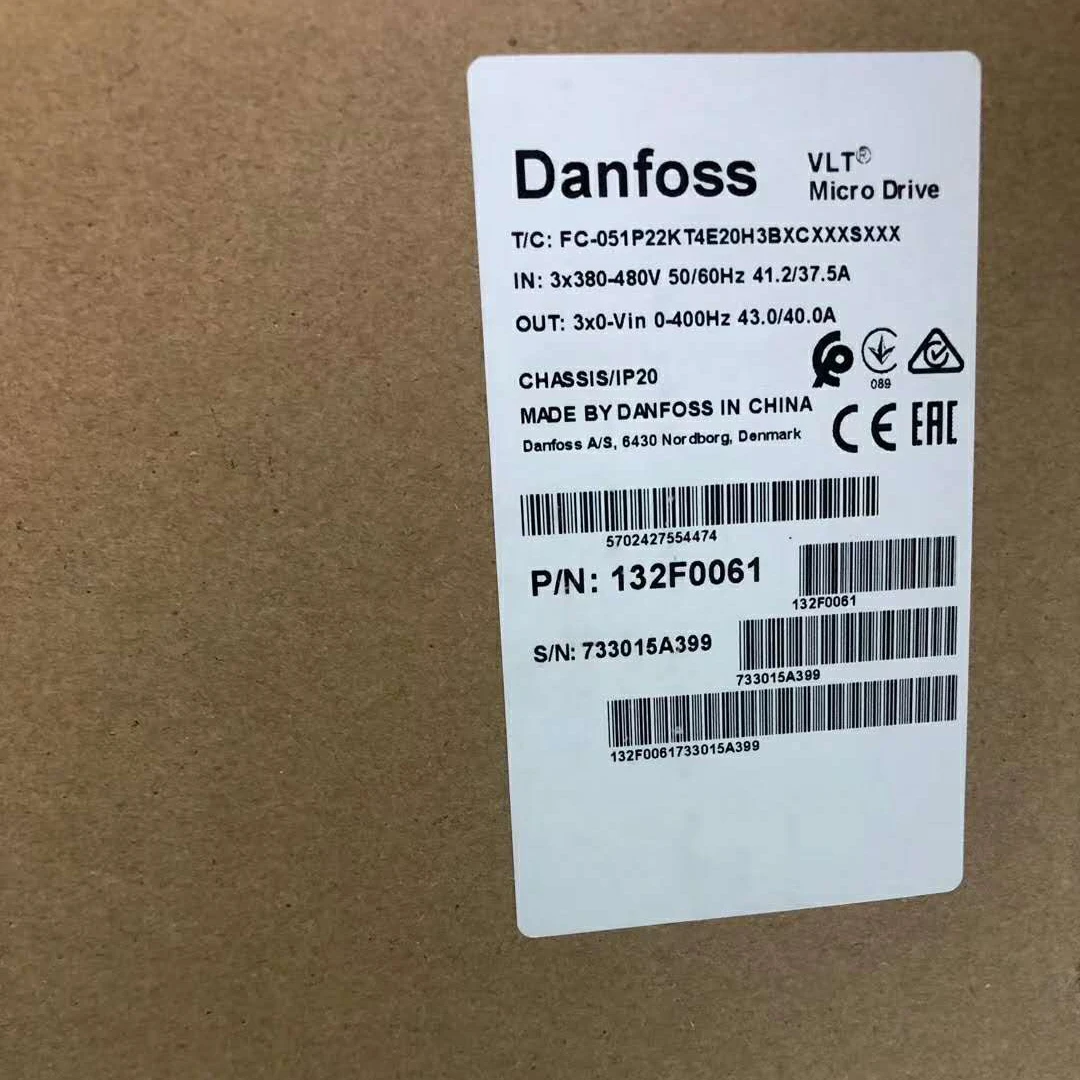 Danfoss
VLT®
Micro Drive
T/C: FC-051P22KT4E20H3BXCXXXSXXX
IN: 3x380-480V 50/60Hz 41.2/37.5A
OUT: 3x0-Vin 0-400Hz 43.0/40.0A
089
CHASSIS/IP20
MADE BY DANFOSS IN CHINA
Danfoss A/S, 6430 Nordborg, Denmark
CE EAC
5702427554474
P/N: 132F0061
132F0061
S/N: 733015A399
733015A399
132F0061733015A399